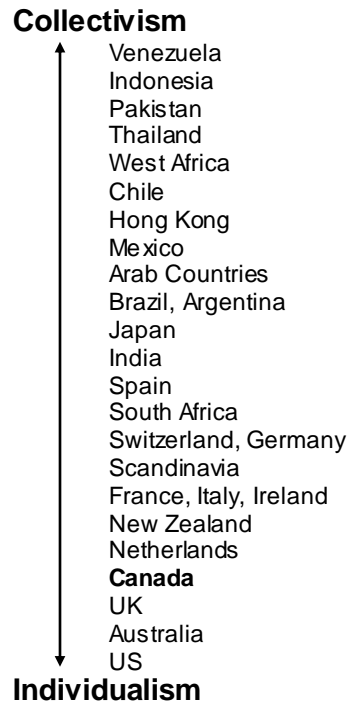 Collectivism
Venezuela
Indonesia
Pakistan
Thailand
West Africa
Chile
Hong Kong
Mexico
Arab Countries
Brazil, Argentina
Japan
India
Spain
South Africa
Switzerland, Germany
Scandinavia
France, Italy, Ireland
New Zealand
Netherlands
Canada
UK
Australia
US
Individualism